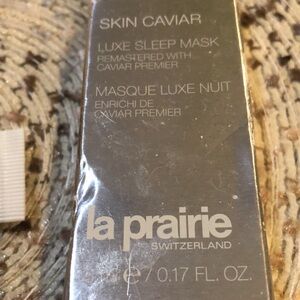 SKIN CAVIAR
LUXE SLEEP MASK
REMASTERED WITH
CAVIAR PREMIER
MASQUE LUXE NUIT
ENRICHI DE
CAVIAR PREMIER
la prairie
SWITZERLAND
℮ / 0.17 FL. OZ.